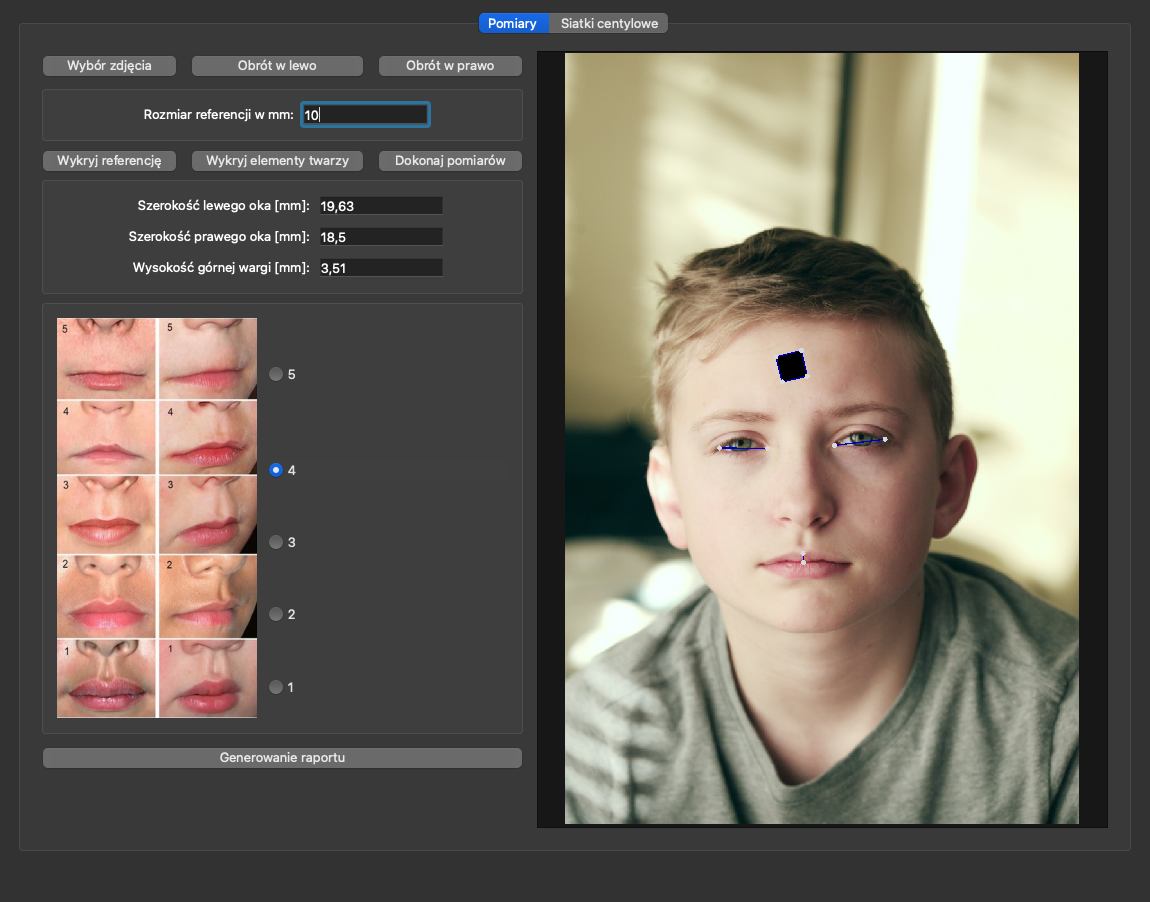 Pomiary Siatki centylowe
Wybór zdjęcia Obrót w lewo Obrót w prawo
Rozmiar referencji w mm: 10
Wykryj referencję Wykryj elementy twarzy Dokonaj pomiarów
Szerokość lewego oka [mm]: 19,63
Szerokość prawego oka [mm]: 18,5
Wysokość górnej wargi [mm]: 3,51
5 5 5
4 4 4
3 3 3
2 2 2
1 1 1
Generowanie raportu